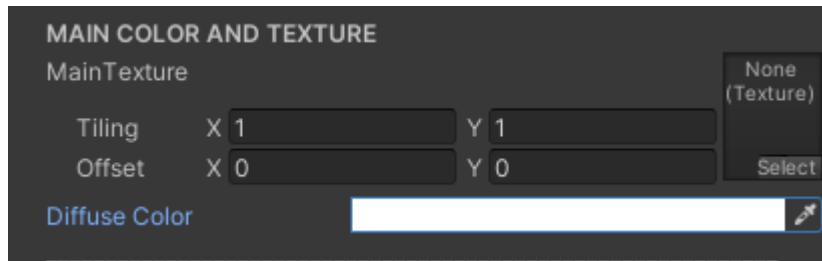 MAIN COLOR AND TEXTURE
MainTexture
None
(Texture)
Tiling X 1 Y 1
Offset X 0 Y 0
Select
Diffuse Color